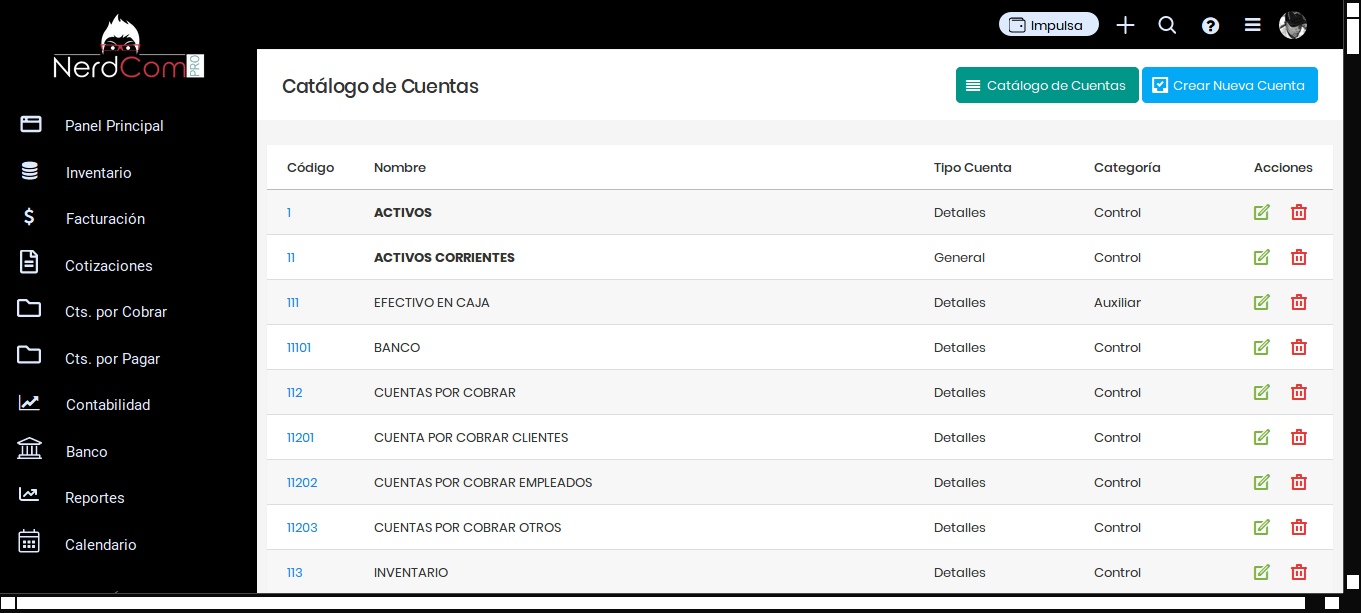 Impulsa
NerdCom PRO
Catálogo de Cuentas
Catálogo de Cuentas
Crear Nueva Cuenta
Panel Principal
Inventario
Facturación
Cotizaciones
Cts. por Cobrar
Cts. por Pagar
Contabilidad
Banco
Reportes
Calendario
Código Nombre Tipo Cuenta Categoría Acciones
1 ACTIVOS Detalles Control
11 ACTIVOS CORRIENTES General Control
111 EFECTIVO EN CAJA Detalles Auxiliar
11101 BANCO Detalles Control
112 CUENTAS POR COBRAR Detalles Control
11201 CUENTA POR COBRAR CLIENTES Detalles Control
11202 CUENTAS POR COBRAR EMPLEADOS Detalles Control
11203 CUENTAS POR COBRAR OTROS Detalles Control
113 INVENTARIO Detalles Control